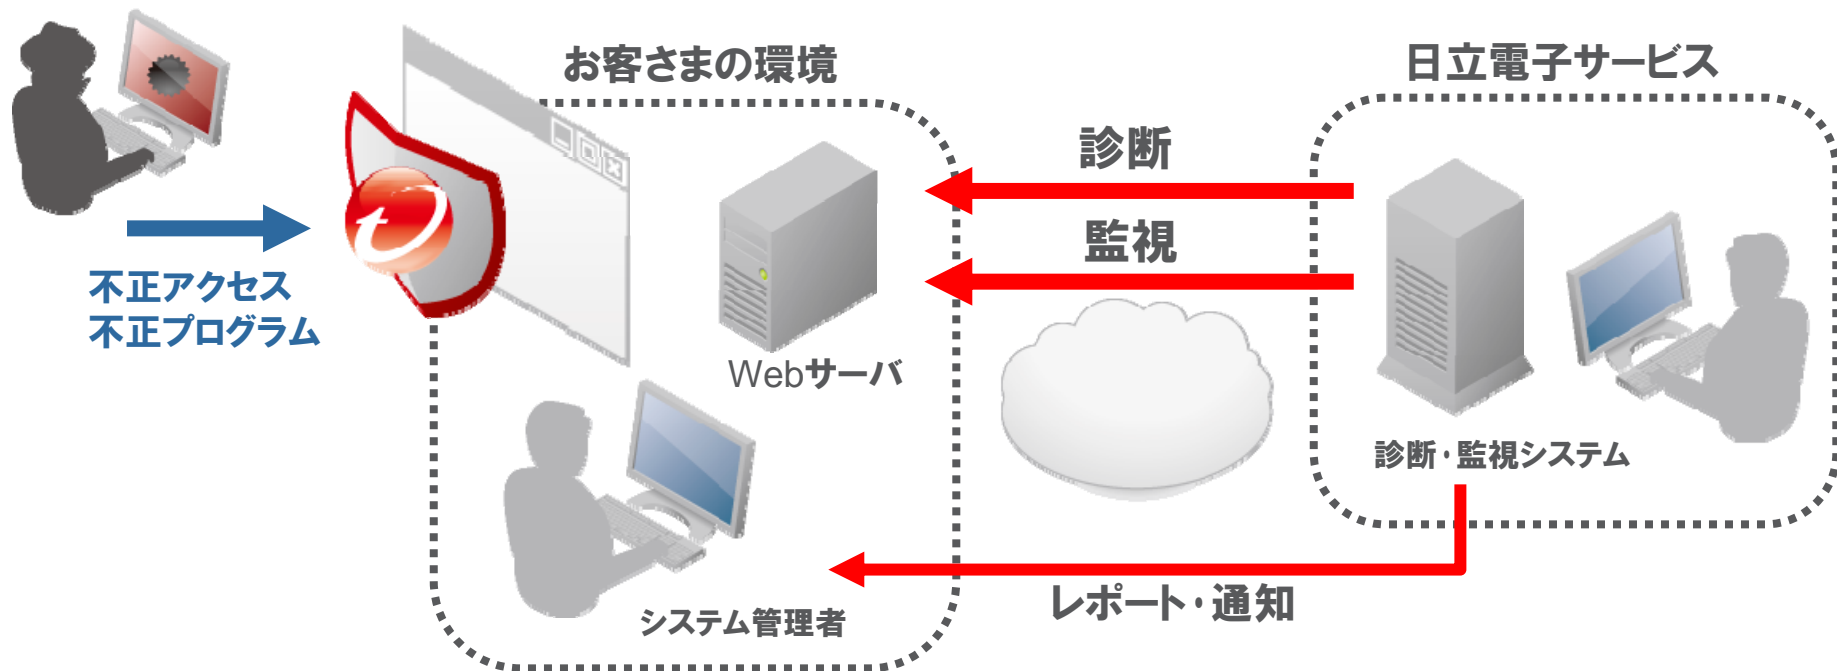 お客さまの環境
日立電子サービス
診断
監視
不正アクセス
不正プログラム
Webサーバ
診断・監視システム
レポート・通知
システム管理者